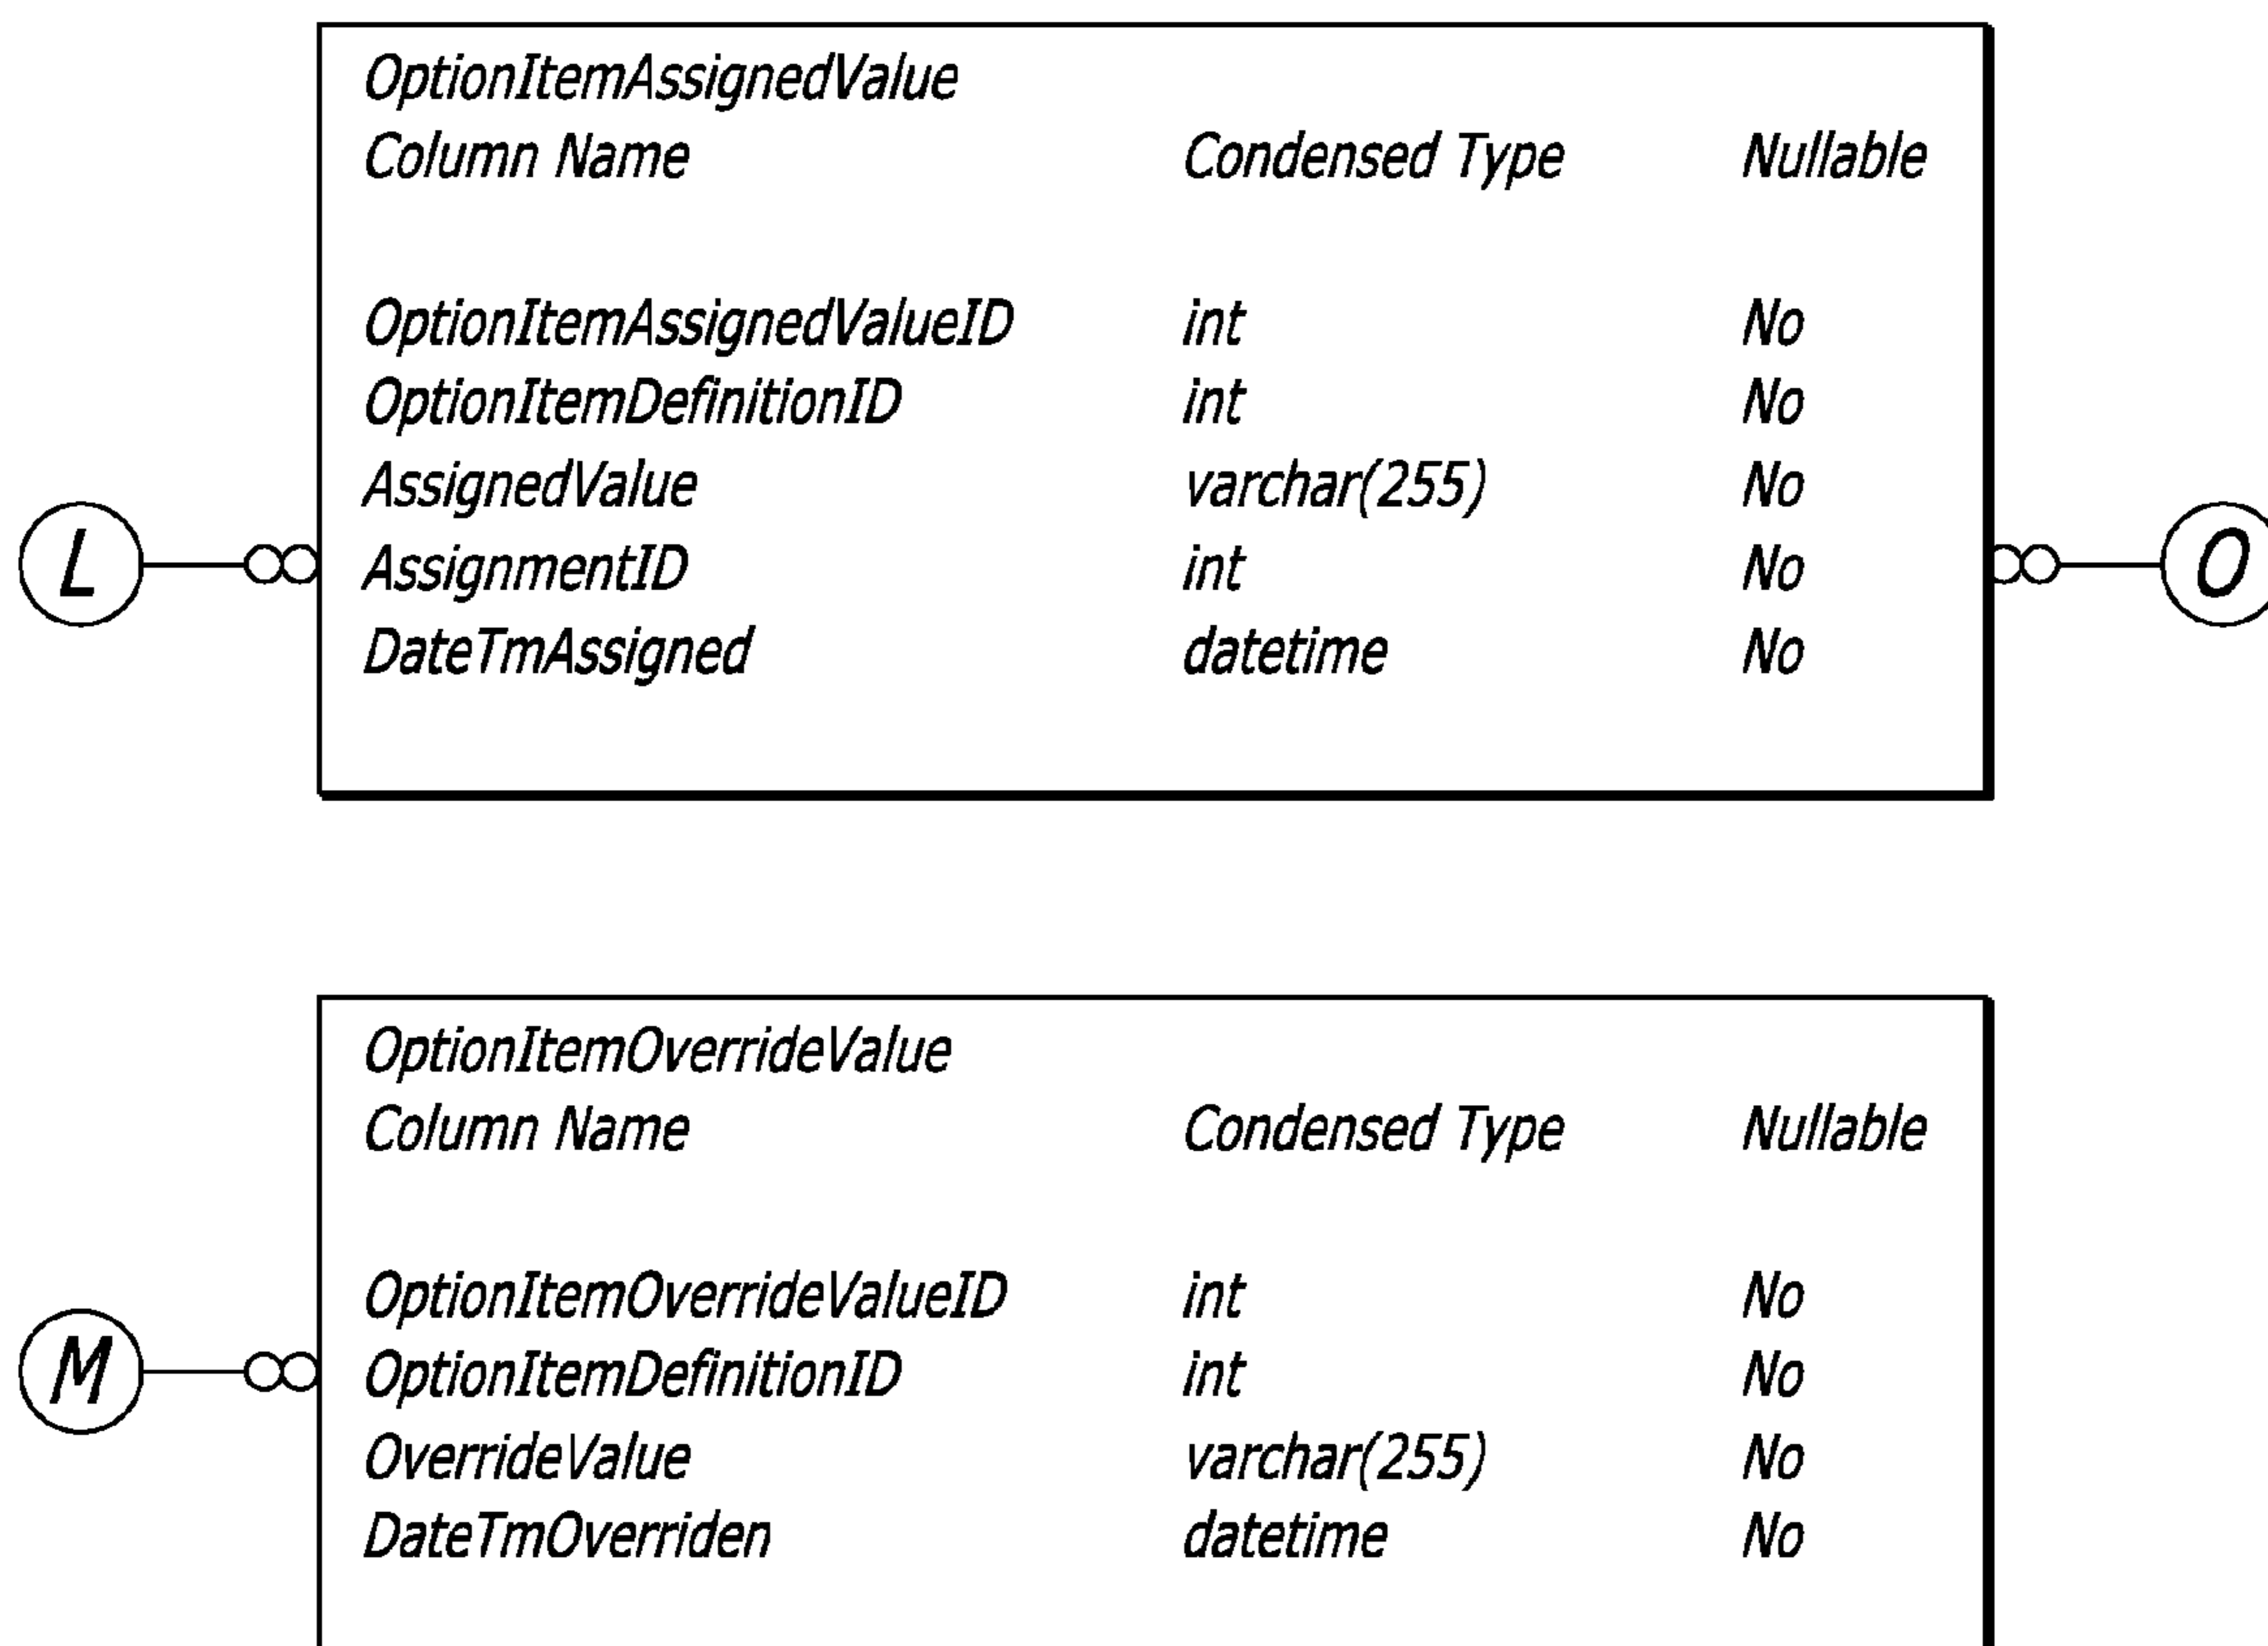 OptionItemAssignedValue
Column Name Condensed Type Nullable
OptionItemAssignedValueID int No
OptionItemDefinitionID int No
AssignedValue varchar(255) No
L AssignmentID int No O
DateTmAssigned datetime No
OptionItemOverrideValue
Column Name Condensed Type Nullable
OptionItemOverrideValueID int No
M OptionItemDefinitionID int No
OverrideValue varchar(255) No
DateTmOverriden datetime No